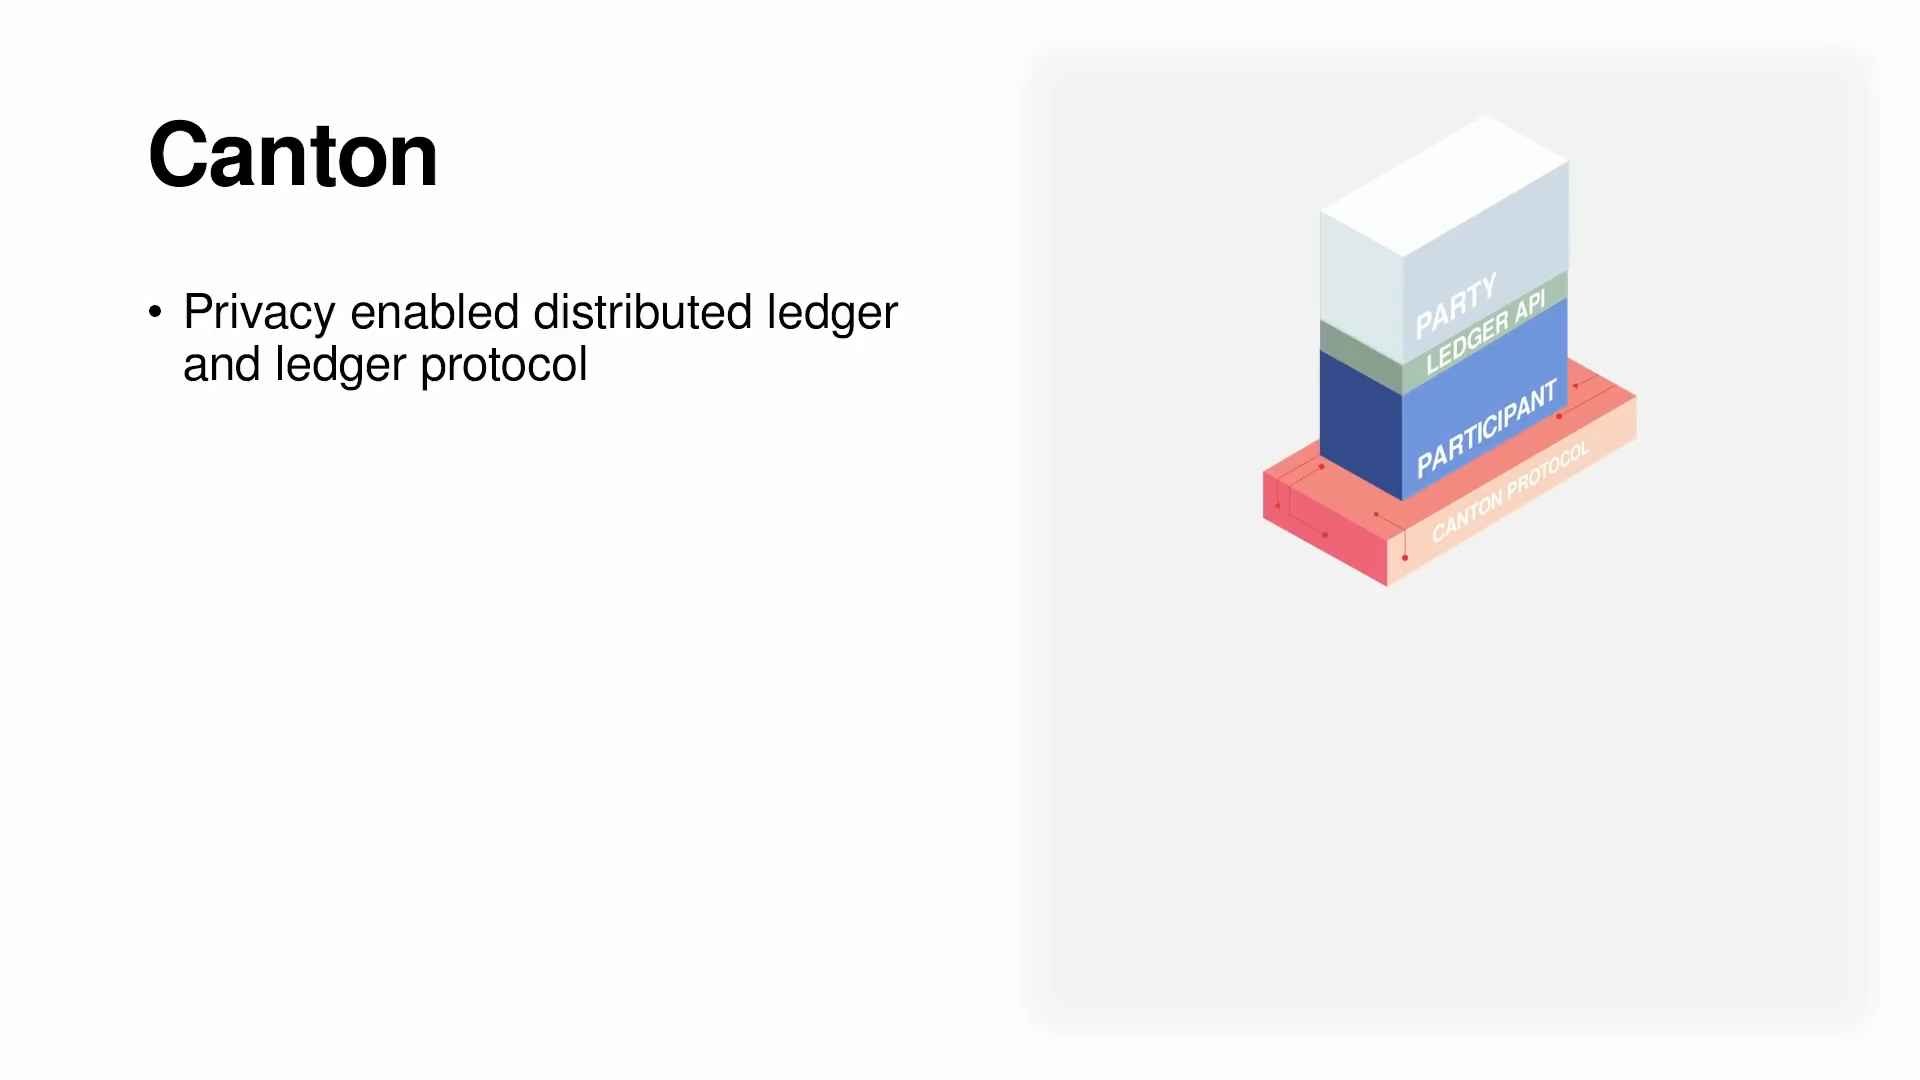 Canton
• Privacy enabled distributed ledger
and ledger protocol
PARTY
LEDGER API
PARTICIPANT
CANTON PROTOCOL